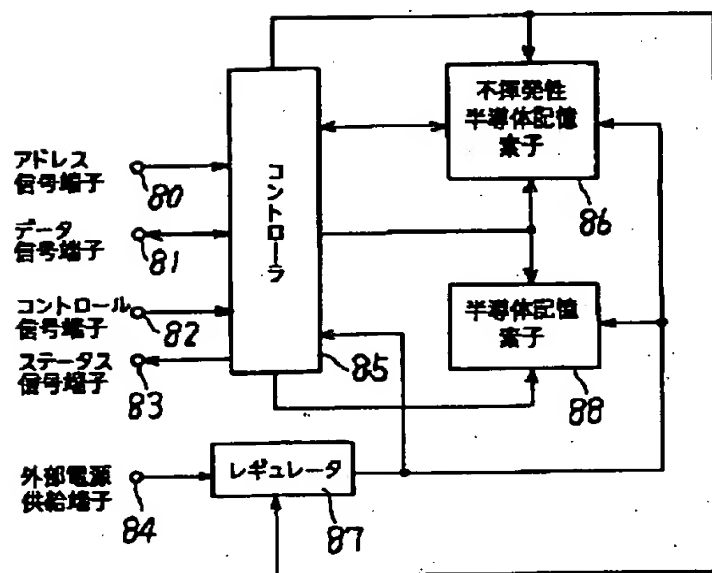 アドレス
信号端子
80
データ
信号端子
81
コントロール
信号端子
82
ステータス
信号端子
83
外部電源
供給端子
84
コントローラ
85
不揮発性
半導体記憶
素子
86
半導体記憶
素子
88
レギュレータ
87